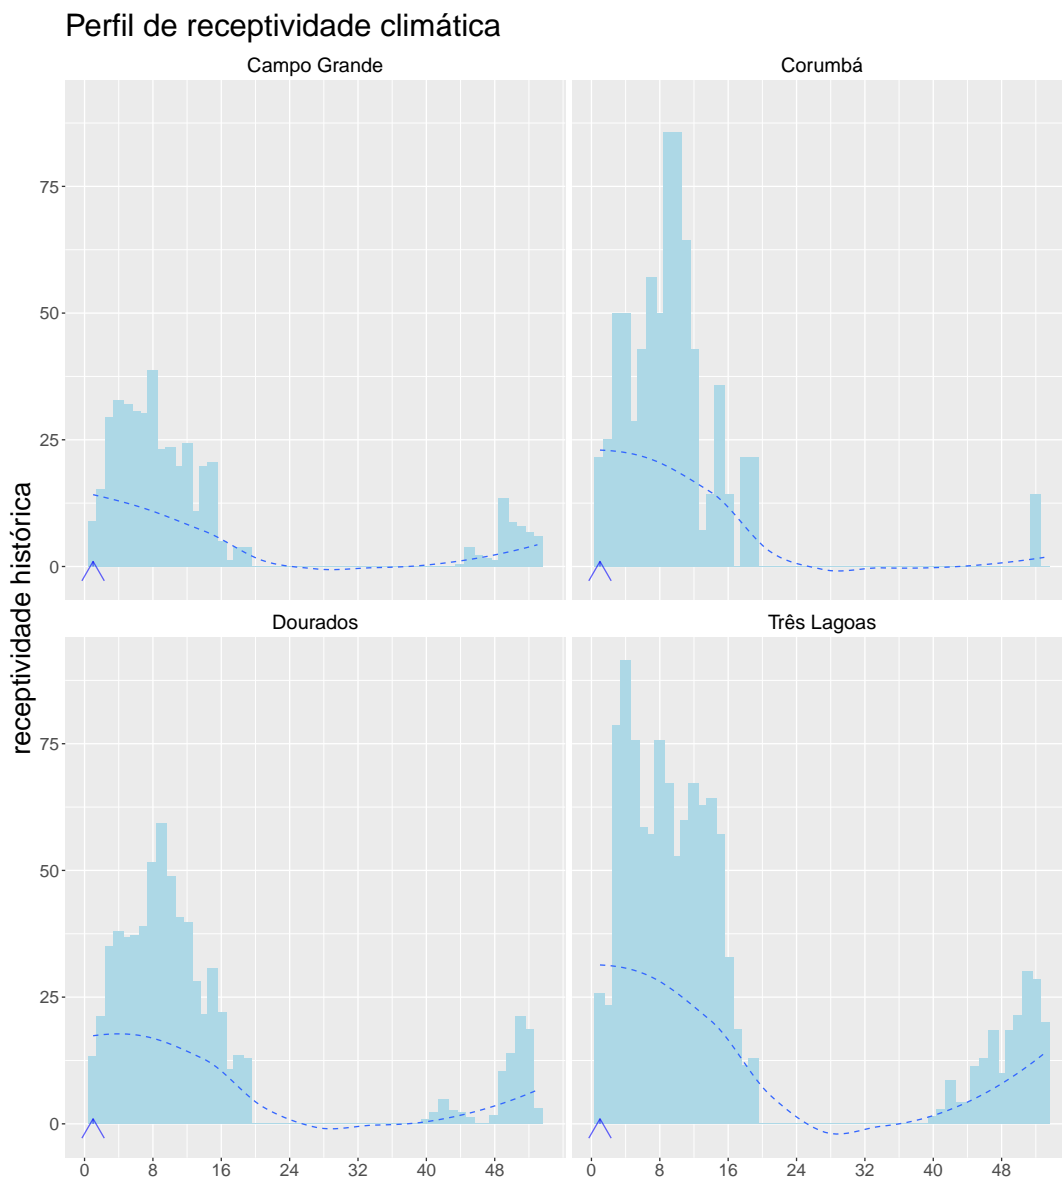 Perfil de receptividade climática
Campo Grande
Corumbá
75
50
25
0
Dourados
Três Lagoas
75
50
25
0
receptividade histórica
0 8 16 24 32 40 48
0 8 16 24 32 40 48